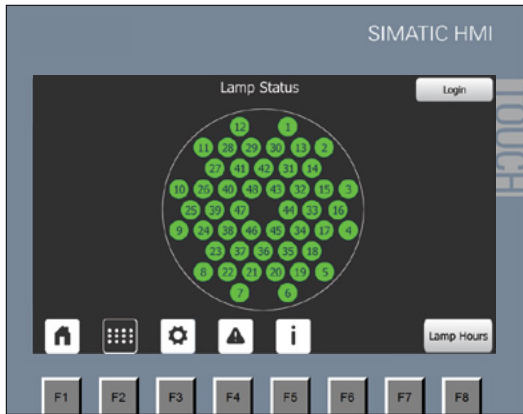 SIMATIC HMI
TOUCH
Lamp Status
Login
12 1
11 28 29 30 13 2
27 41 42 31 14
10 26 40 48 43 32 15 3
25 39 47 44 33 16
9 24 38 46 45 34 17 4
23 37 36 35 18
8 22 21 20 19 5
7 6
i
Lamp Hours
F1 F2 F3 F4 F5 F6 F7 F8